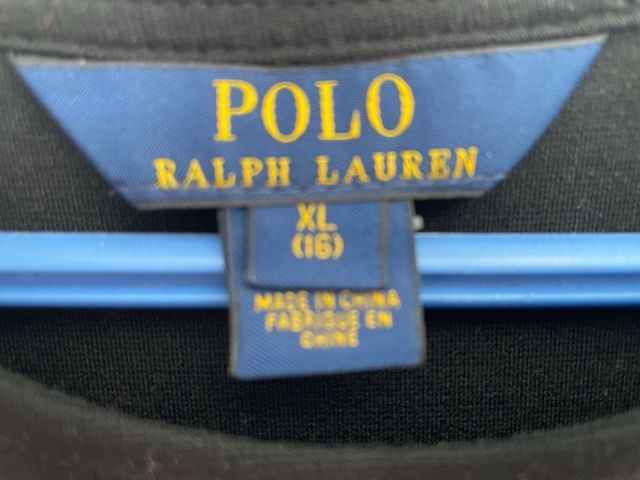 POLO
RALPH LAUREN
XL
(16)
MADE IN CHINA
FABRIQUE EN
CHINE